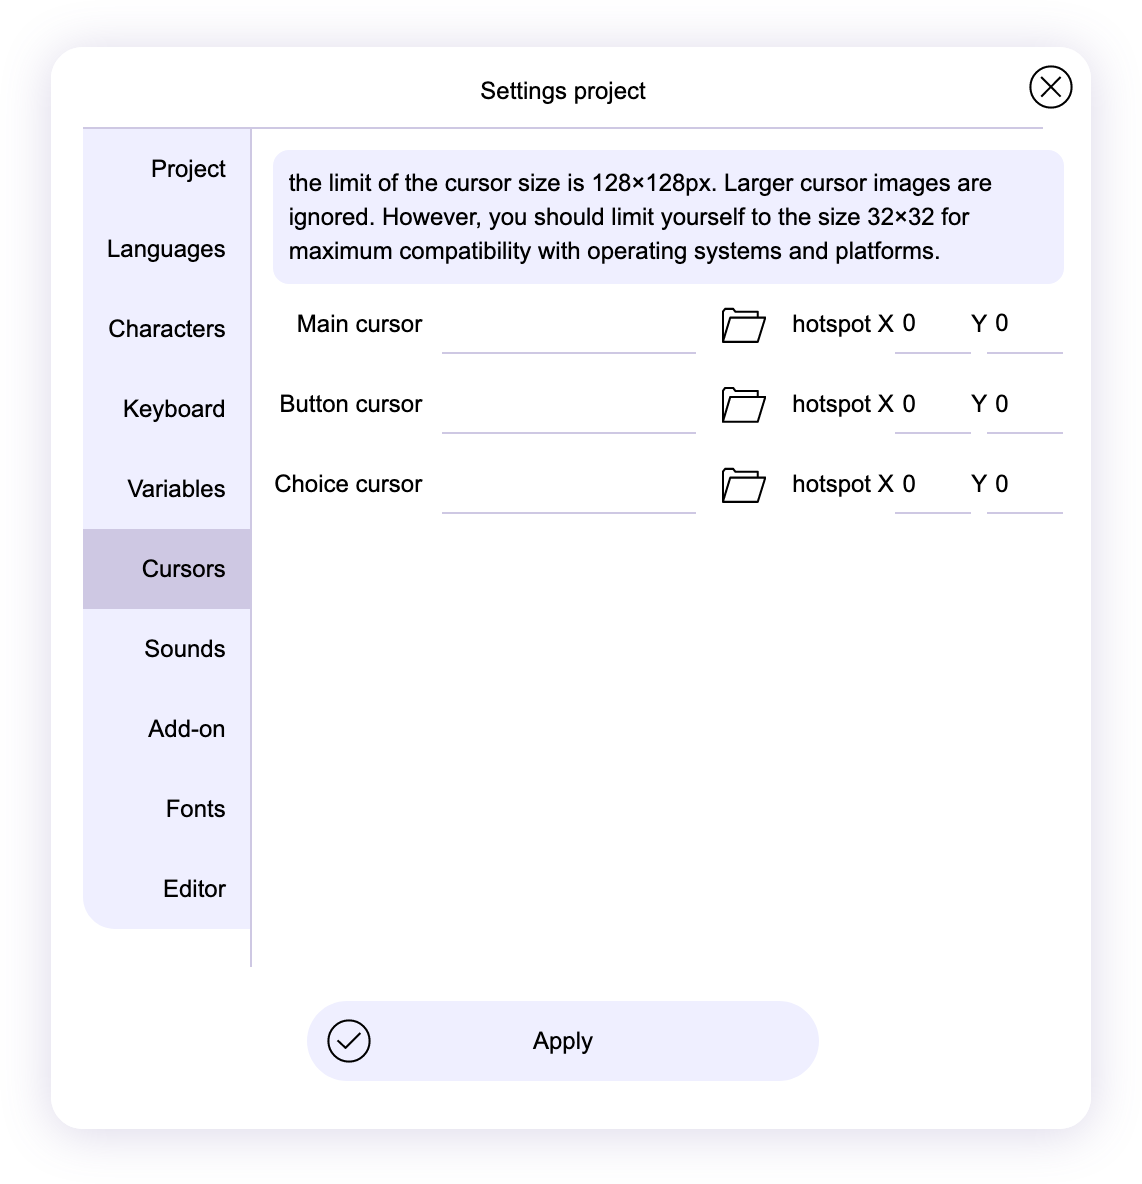 Settings project
Project
Languages
Characters
Keyboard
Variables
Cursors
Sounds
Add-on
Fonts
Editor
the limit of the cursor size is 128×128px. Larger cursor images are
ignored. However, you should limit yourself to the size 32×32 for
maximum compatibility with operating systems and platforms.
Main cursor hotspot X 0 Y 0
Button cursor hotspot X 0 Y 0
Choice cursor hotspot X 0 Y 0
Apply